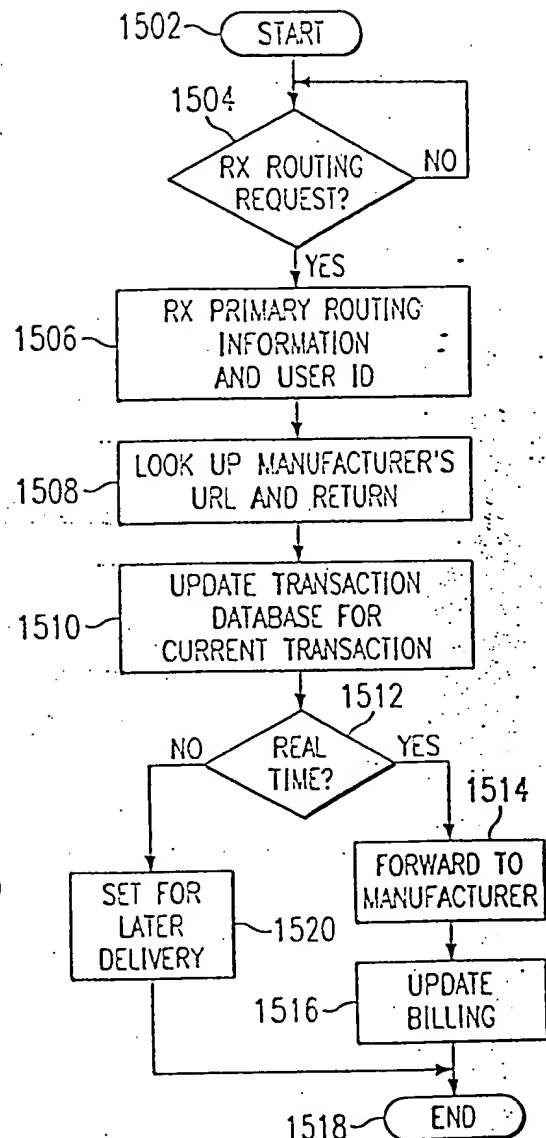 1502
START
1504
RX ROUTING
REQUEST?
NO
YES
1506
RX PRIMARY ROUTING
INFORMATION
AND USER ID
1508
LOOK UP MANUFACTURER'S
URL AND RETURN
1510
UPDATE TRANSACTION
DATABASE FOR
CURRENT TRANSACTION
1512
NO
REAL
TIME?
YES
1514
FORWARD TO
MANUFACTURER
SET FOR
LATER
DELIVERY
1520
1516
UPDATE
BILLING
1518
END